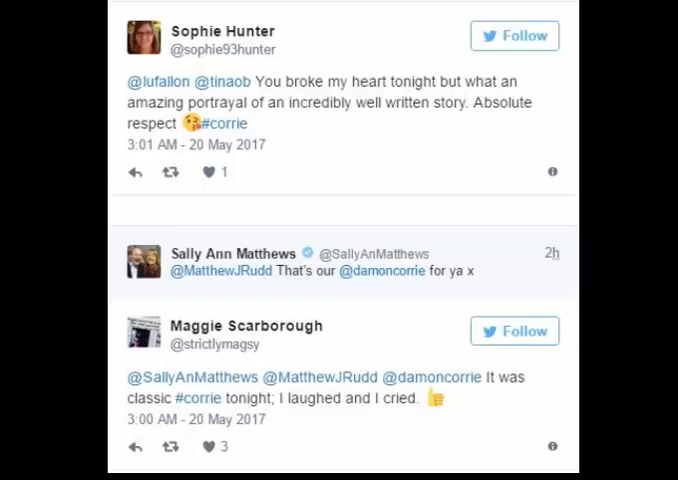 Sophie Hunter
@sophie93hunter
Follow
@lufallon @tinaob You broke my heart tonight but what an
amazing portrayal of an incredibly well written story. Absolute
respect 😘#corrie
3:01 AM - 20 May 2017
1
Sally Ann Matthews @SallyAnMatthews 2h
@MatthewJRudd That's our @damoncorrie for ya x
Maggie Scarborough
@strictlymagsy
Follow
@SallyAnMatthews @MatthewJRudd @damoncorrie It was
classic #corrie tonight; I laughed and I cried. 👍
3:00 AM - 20 May 2017
3